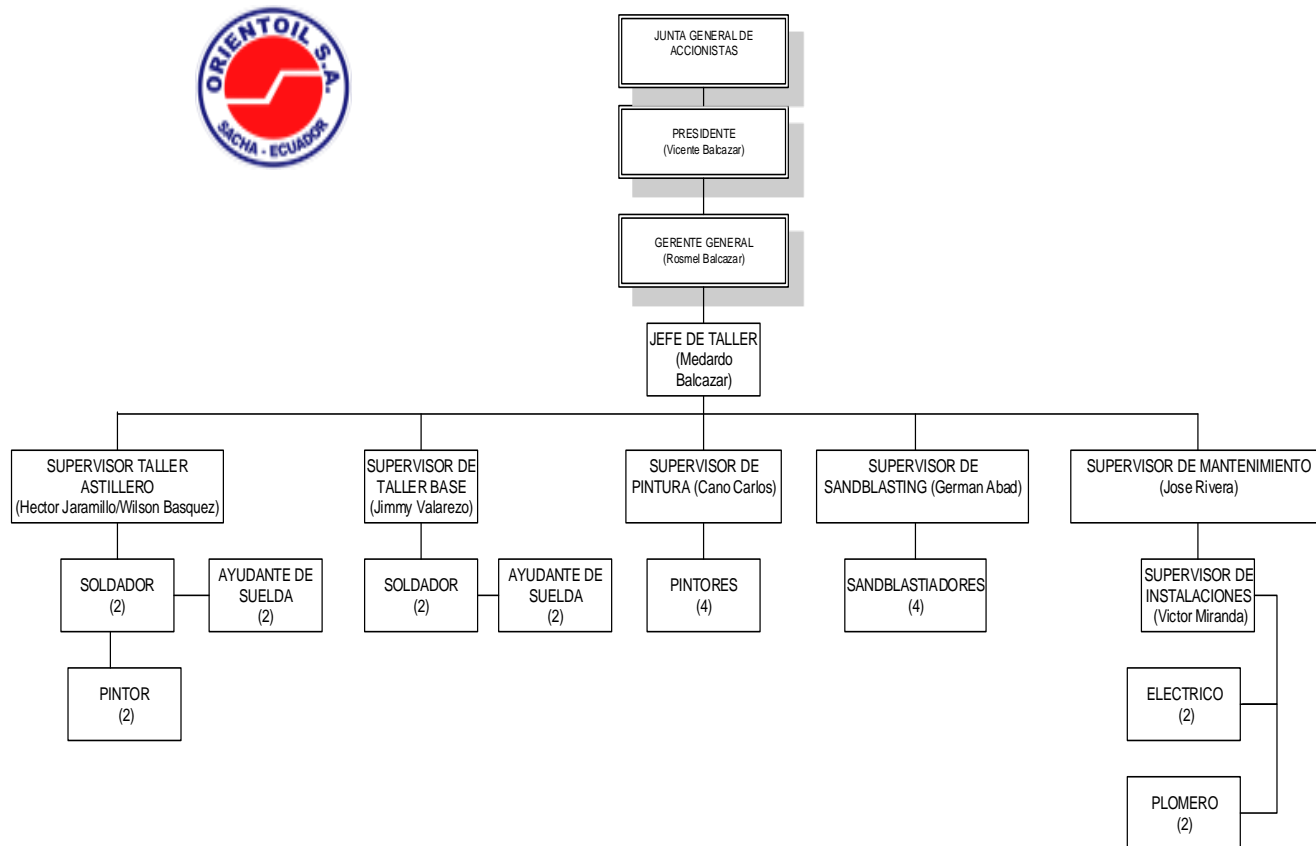 ORIENTOIL S.A.
SACHA - ECUADOR
JUNTA GENERAL DE
ACCIONISTAS
PRESIDENTE
(Vicente Balcazar)
GERENTE GENERAL
(Rosmel Balcazar)
JEFE DE TALLER
(Medardo
Balcazar)
SUPERVISOR TALLER
ASTILLERO
(Hector Jaramillo/Wilson Basquez)
SUPERVISOR DE
TALLER BASE
(Jimmy Valarezo)
SUPERVISOR DE
PINTURA (Cano Carlos)
SUPERVISOR DE
SANDBLASTING (German Abad)
SUPERVISOR DE MANTENIMIENTO
(Jose Rivera)
SOLDADOR
(2)
AYUDANTE DE
SUELDA
(2)
SOLDADOR
(2)
AYUDANTE DE
SUELDA
(2)
PINTORES
(4)
SANDBLASTIADORES
(4)
SUPERVISOR DE
INSTALACIONES
(Victor Miranda)
PINTOR
(2)
ELECTRICO
(2)
PLOMERO
(2)